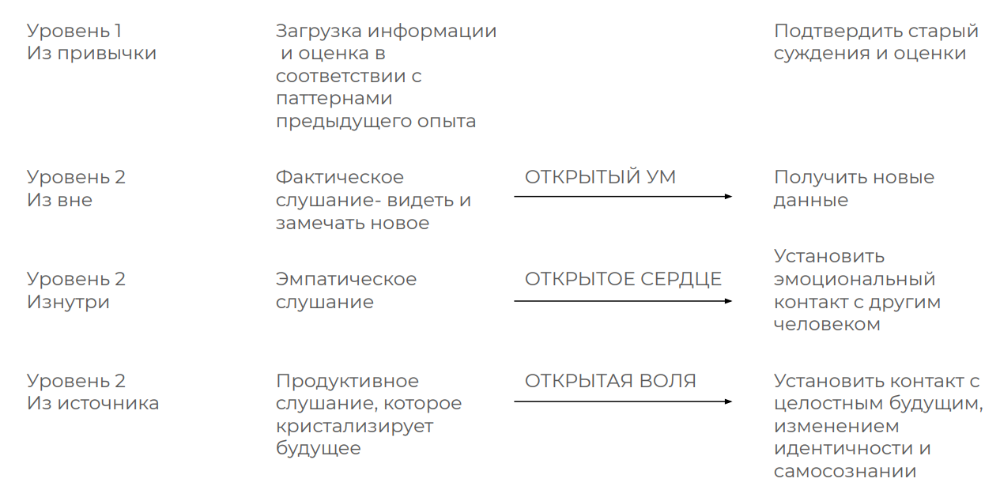 Уровень 1
Из привычки
Загрузка информации
и оценка в
соответствии с
паттернами
предыдущего опыта
Подтвердить старый
суждения и оценки
Уровень 2
Из вне
Фактическое
слушание- видеть и
замечать новое
ОТКРЫТЫЙ УМ
Получить новые
данные
Уровень 2
Изнутри
Эмпатическое
слушание
ОТКРЫТОЕ СЕРДЦЕ
Установить
эмоциональный
контакт с другим
человеком
Уровень 2
Из источника
Продуктивное
слушание, которое
кристализирует
будущее
ОТКРЫТАЯ ВОЛЯ
Установить контакт с
целостным будущим,
изменением
идентичности и
самосознании